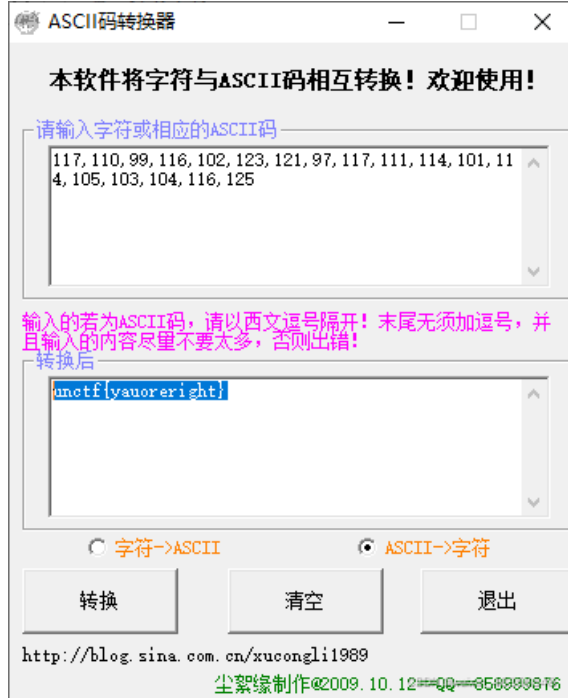 ASCII码转换器
本软件将字符与ASCII码相互转换！欢迎使用！
请输入字符或相应的ASCII码
117, 110, 99, 116, 102, 123, 121, 97, 117, 111, 114, 101, 11
4, 105, 103, 104, 116, 125
输入的若为ASCII码，请以西文逗号隔开！末尾无须加逗号，并
且输入的内容尽量不要太多，否则出错！
转换后
unctf{yauoreright}
字符->ASCII
ASCII->字符
转换
清空
退出
http://blog.sina.com.cn/xucongli1989
尘絮缘制作@2009.10.12